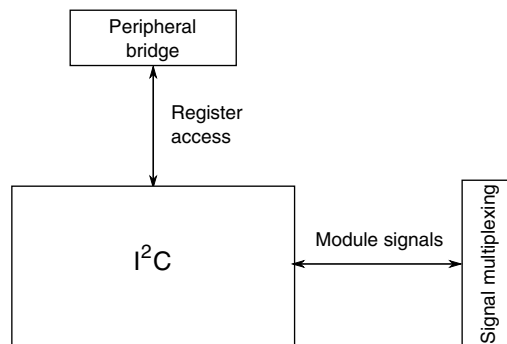 Peripheral
bridge
Register
access
I²C
Module signals
Signal multiplexing